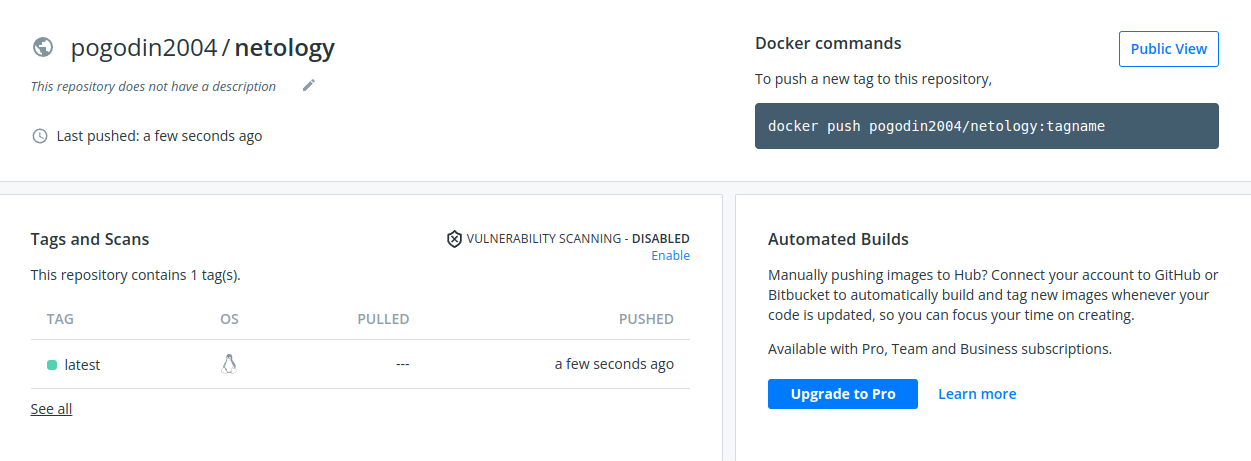 pogodin2004 / netology
This repository does not have a description
Last pushed: a few seconds ago
Docker commands
Public View
To push a new tag to this repository,
docker push pogodin2004/netology:tagname
Tags and Scans
VULNERABILITY SCANNING - DISABLED
Enable
This repository contains 1 tag(s).
TAG OS PULLED PUSHED
latest --- a few seconds ago
See all
Automated Builds
Manually pushing images to Hub? Connect your account to GitHub or
Bitbucket to automatically build and tag new images whenever your
code is updated, so you can focus your time on creating.
Available with Pro, Team and Business subscriptions.
Upgrade to Pro Learn more